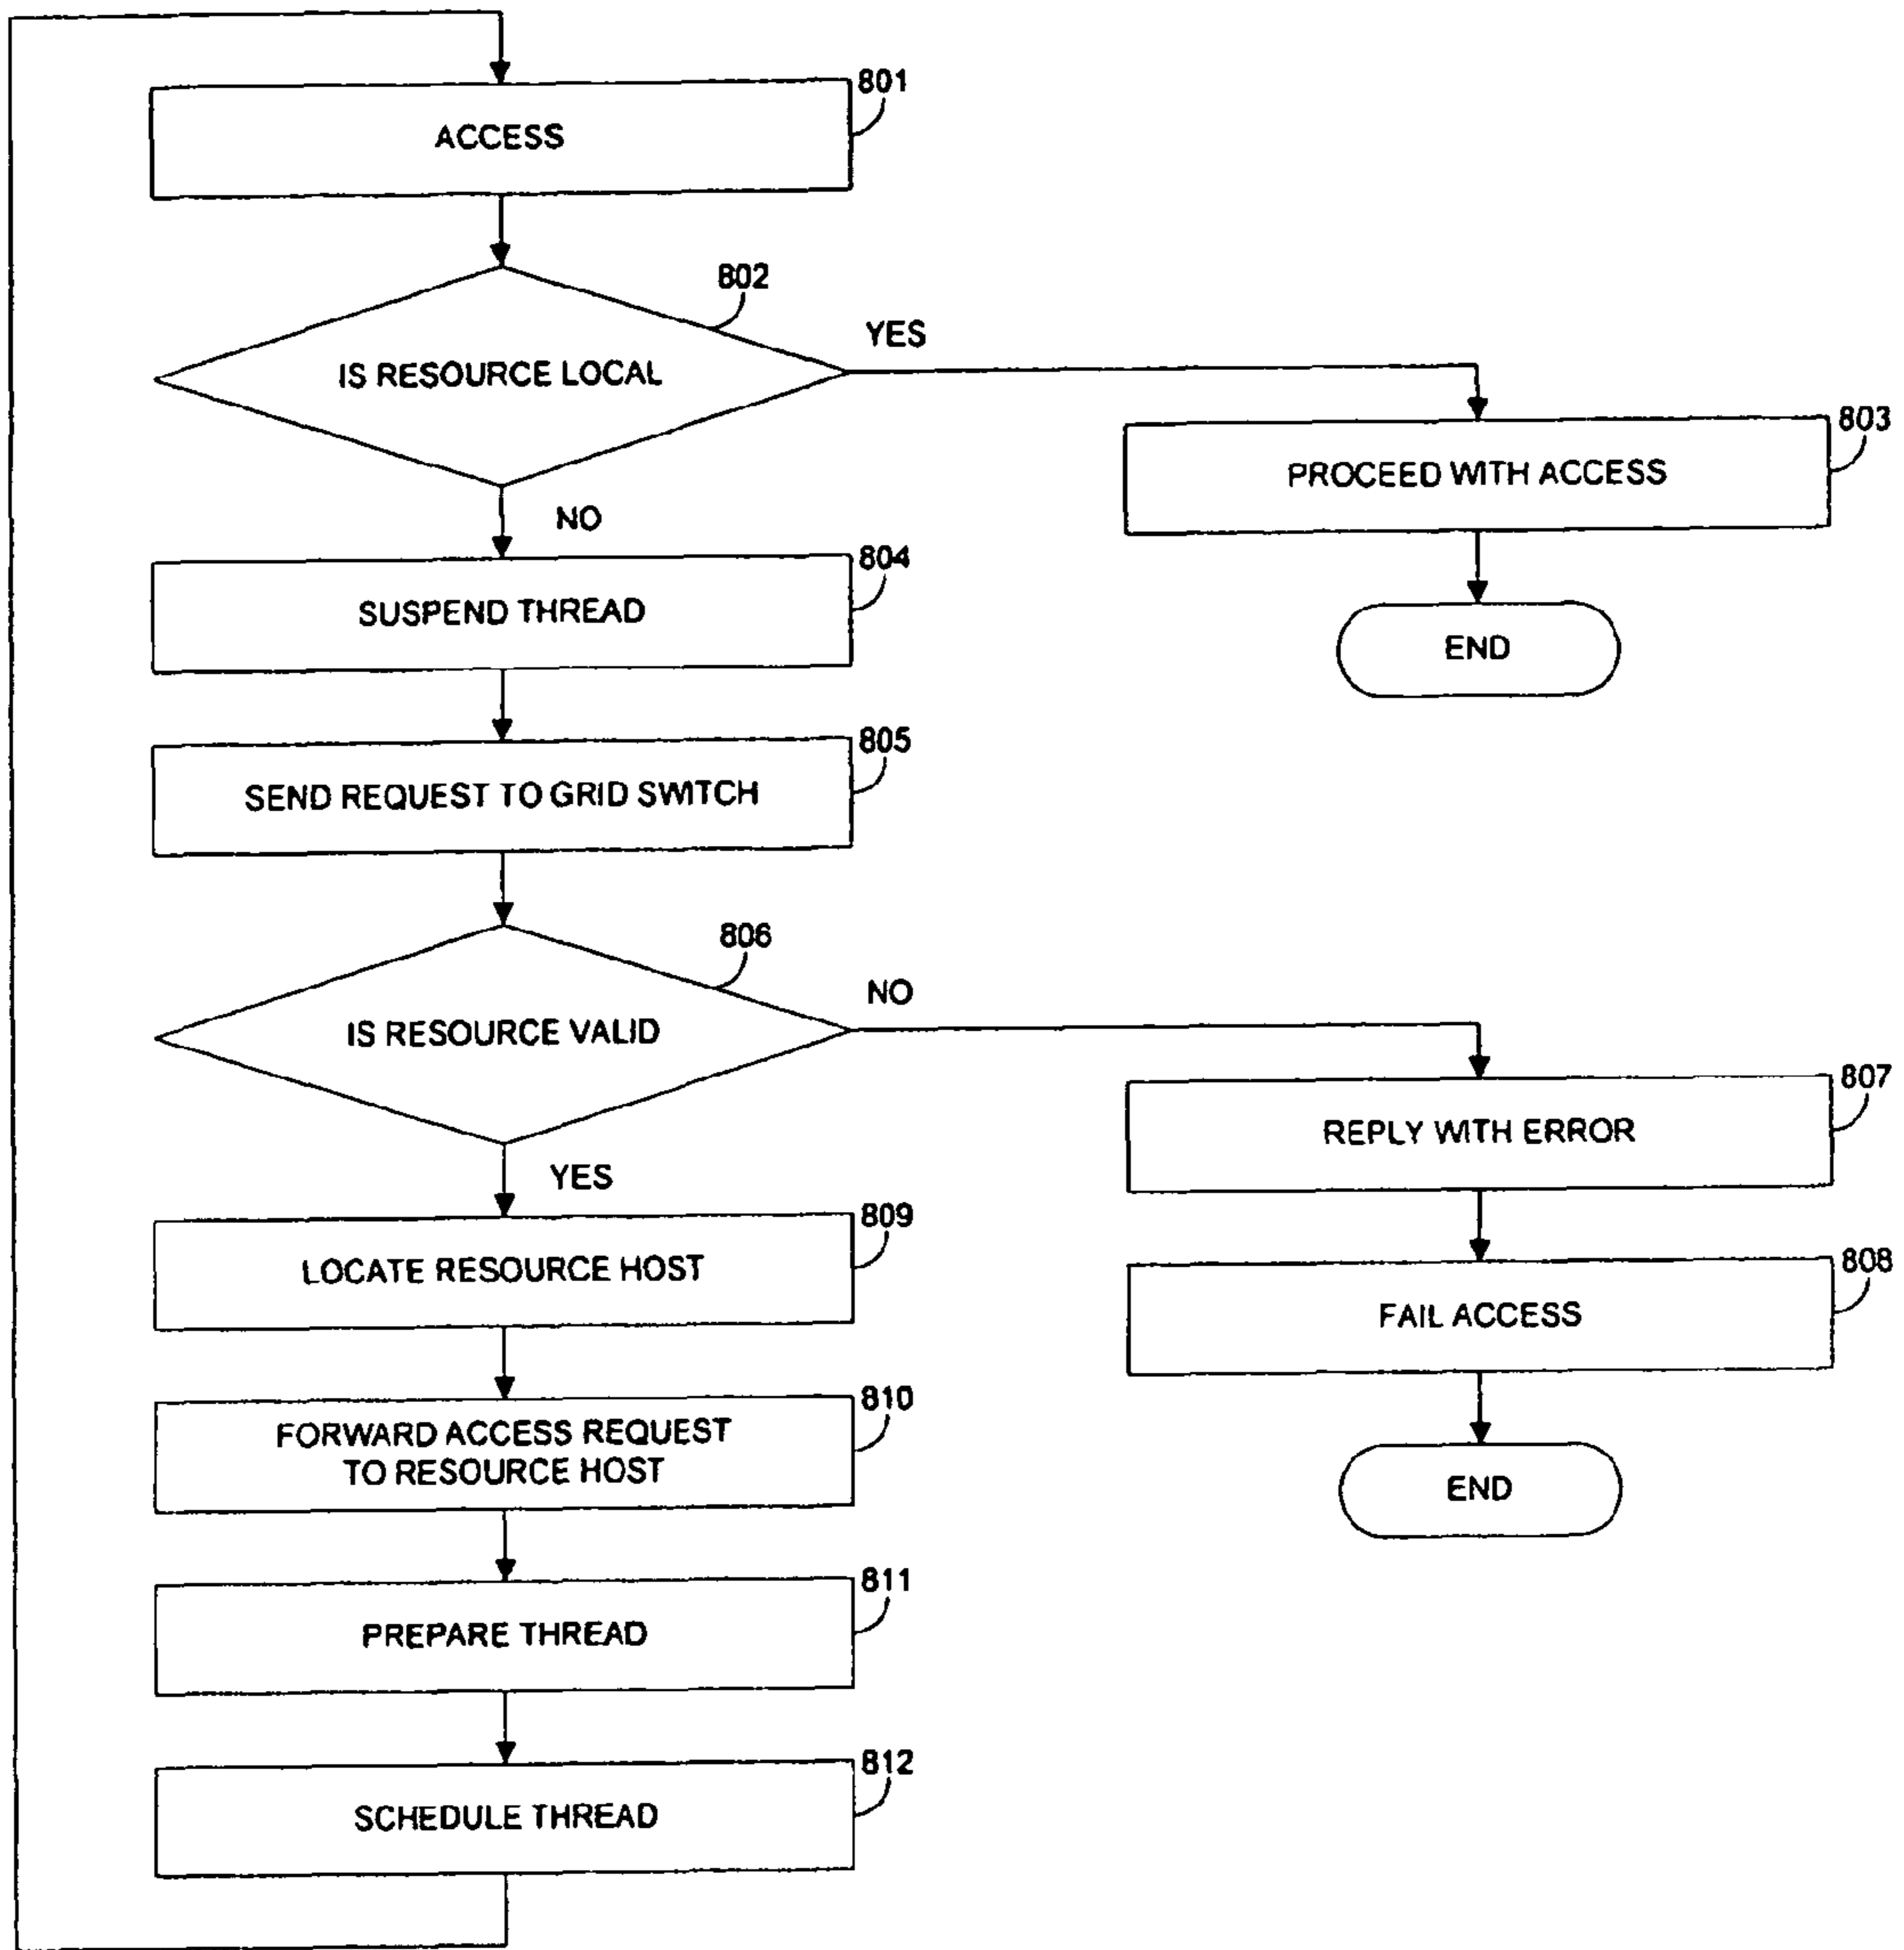 801
ACCESS
802
IS RESOURCE LOCAL
YES
803
PROCEED WITH ACCESS
END
NO
804
SUSPEND THREAD
805
SEND REQUEST TO GRID SWITCH
806
IS RESOURCE VALID
NO
807
REPLY WITH ERROR
808
FAIL ACCESS
END
YES
809
LOCATE RESOURCE HOST
810
FORWARD ACCESS REQUEST
TO RESOURCE HOST
811
PREPARE THREAD
812
SCHEDULE THREAD